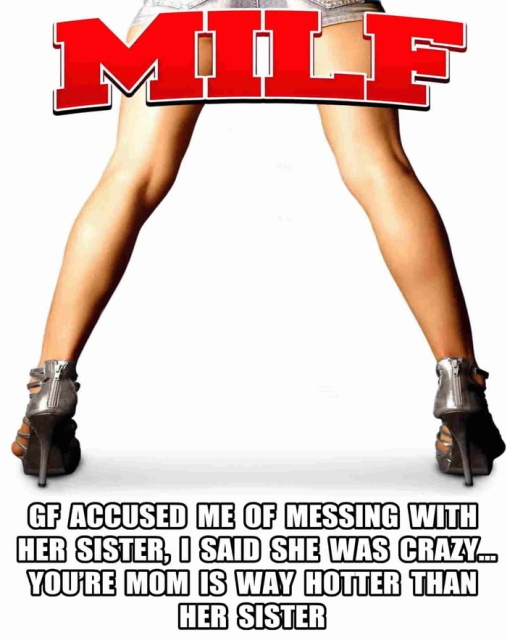 MILF
GF ACCUSED ME OF MESSING WITH
HER SISTER, I SAID SHE WAS CRAZY...
YOU'RE MOM IS WAY HOTTER THAN
HER SISTER